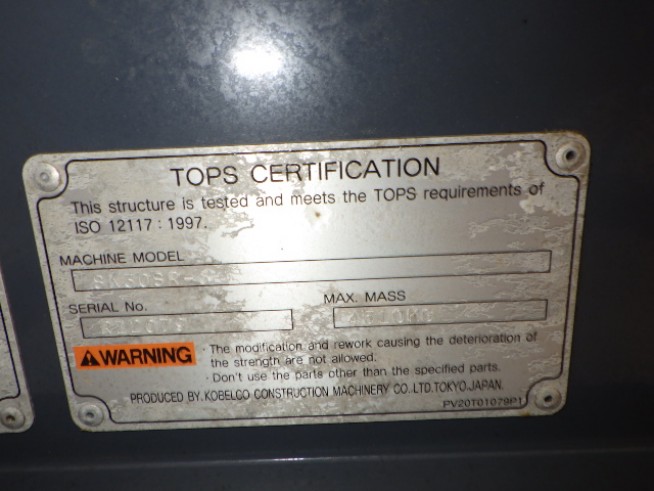 TOPS CERTIFICATION
This structure is tested and meets the TOPS requirements of
ISO 12117 : 1997.
MACHINE MODEL
SERIAL No.
MAX. MASS
WARNING
· The modification and rework causing the deterioration of
the strength are not allowed.
· Don't use the parts other than the specified parts.
PRODUCED BY. KOBELCO CONSTRUCTION MACHINERY CO. LTD. TOKYO. JAPAN.
PV20T01079P1